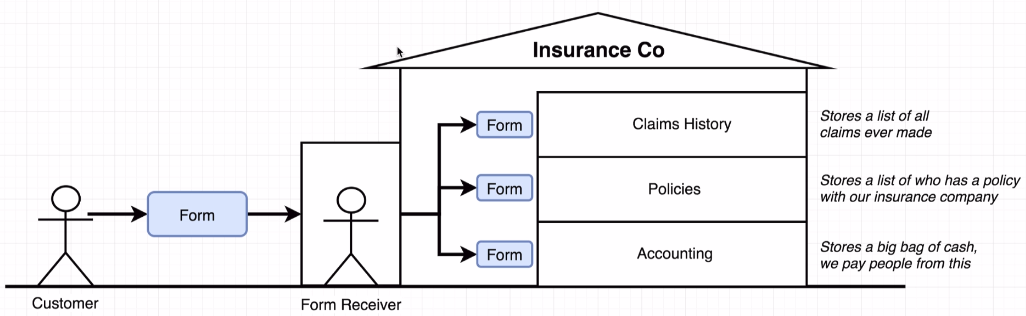 Insurance Co
Form
Claims History
Stores a list of all
claims ever made
Form
Policies
Stores a list of who has a policy
with our insurance company
Form
Form
Accounting
Stores a big bag of cash,
we pay people from this
Customer
Form Receiver